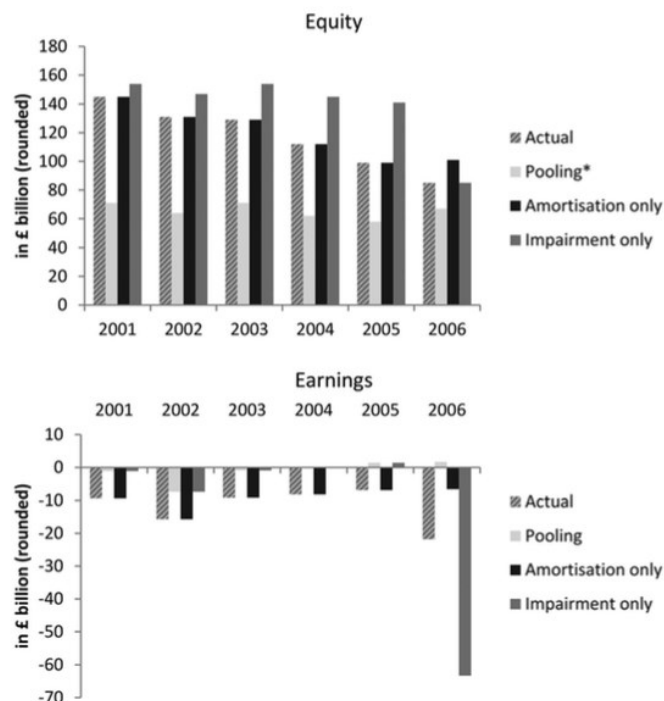 Equity
in £ billion (rounded)
180
160
140
120
100
80
60
40
20
0
2001 2002 2003 2004 2005 2006
Actual
Pooling*
Amortisation only
Impairment only
Earnings
2001 2002 2003 2004 2005 2006
in £ billion (rounded)
10
0
-10
-20
-30
-40
-50
-60
-70
Actual
Pooling
Amortisation only
Impairment only